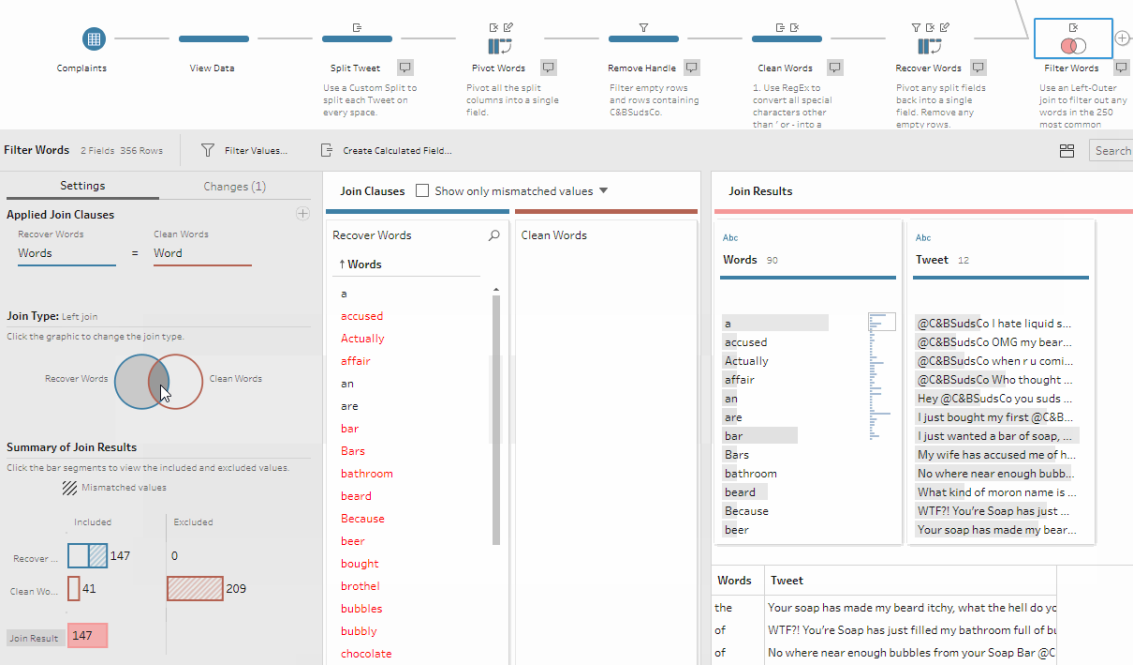 Complaints
View Data
Split Tweet
Use a Custom Split to
split each Tweet on
every space.
Pivot Words
Pivot all the split
columns into a single
field.
Remove Handle
Filter empty rows
and rows containing
C&BSudsCo.
Clean Words
1. Use RegEx to
convert all special
characters other
than ' or - into a
Recover Words
Pivot any split fields
back into a single
field. Remove any
empty rows.
Filter Words
Use an Left-Outer
join to filter out any
words in the 250
most common
Filter Words 2 Fields 356 Rows
Filter Values...
Create Calculated Field...
Search
Settings
Changes (1)
Applied Join Clauses
Recover Words
Clean Words
Words = Word
Join Type: Left join
Click the graphic to change the join type.
Recover Words
Clean Words
Summary of Join Results
Click the bar segments to view the included and excluded values.
Mismatched values
Included
Excluded
Recover ... 147 0
Clean Wo... 41 209
Join Result 147
Join Clauses
Show only mismatched values
Recover Words
Words
a
accused
Actually
affair
an
are
bar
Bars
bathroom
beard
Because
beer
bought
brothel
bubbles
bubbly
chocolate
Clean Words
Join Results
Abc
Words 90
a
accused
Actually
affair
an
are
bar
Bars
bathroom
beard
Because
beer
Abc
Tweet 12
@C&BSudsCo I hate liquid s...
@C&BSudsCo OMG my bear...
@C&BSudsCo when r u comi...
@C&BSudsCo Who thought ...
Hey @C&BSudsCo you suds ...
I just bought my first @C&B...
I just wanted a bar of soap, ...
My wife has accused me of h...
No where near enough bubb...
What kind of moron name is ...
WTF?! You're Soap has just ...
Your soap has made my bear...
Words Tweet
the Your soap has made my beard itchy, what the hell do yo
of WTF?! You're Soap has just filled my bathroom full of bu
of No where near enough bubbles from your Soap Bar @C